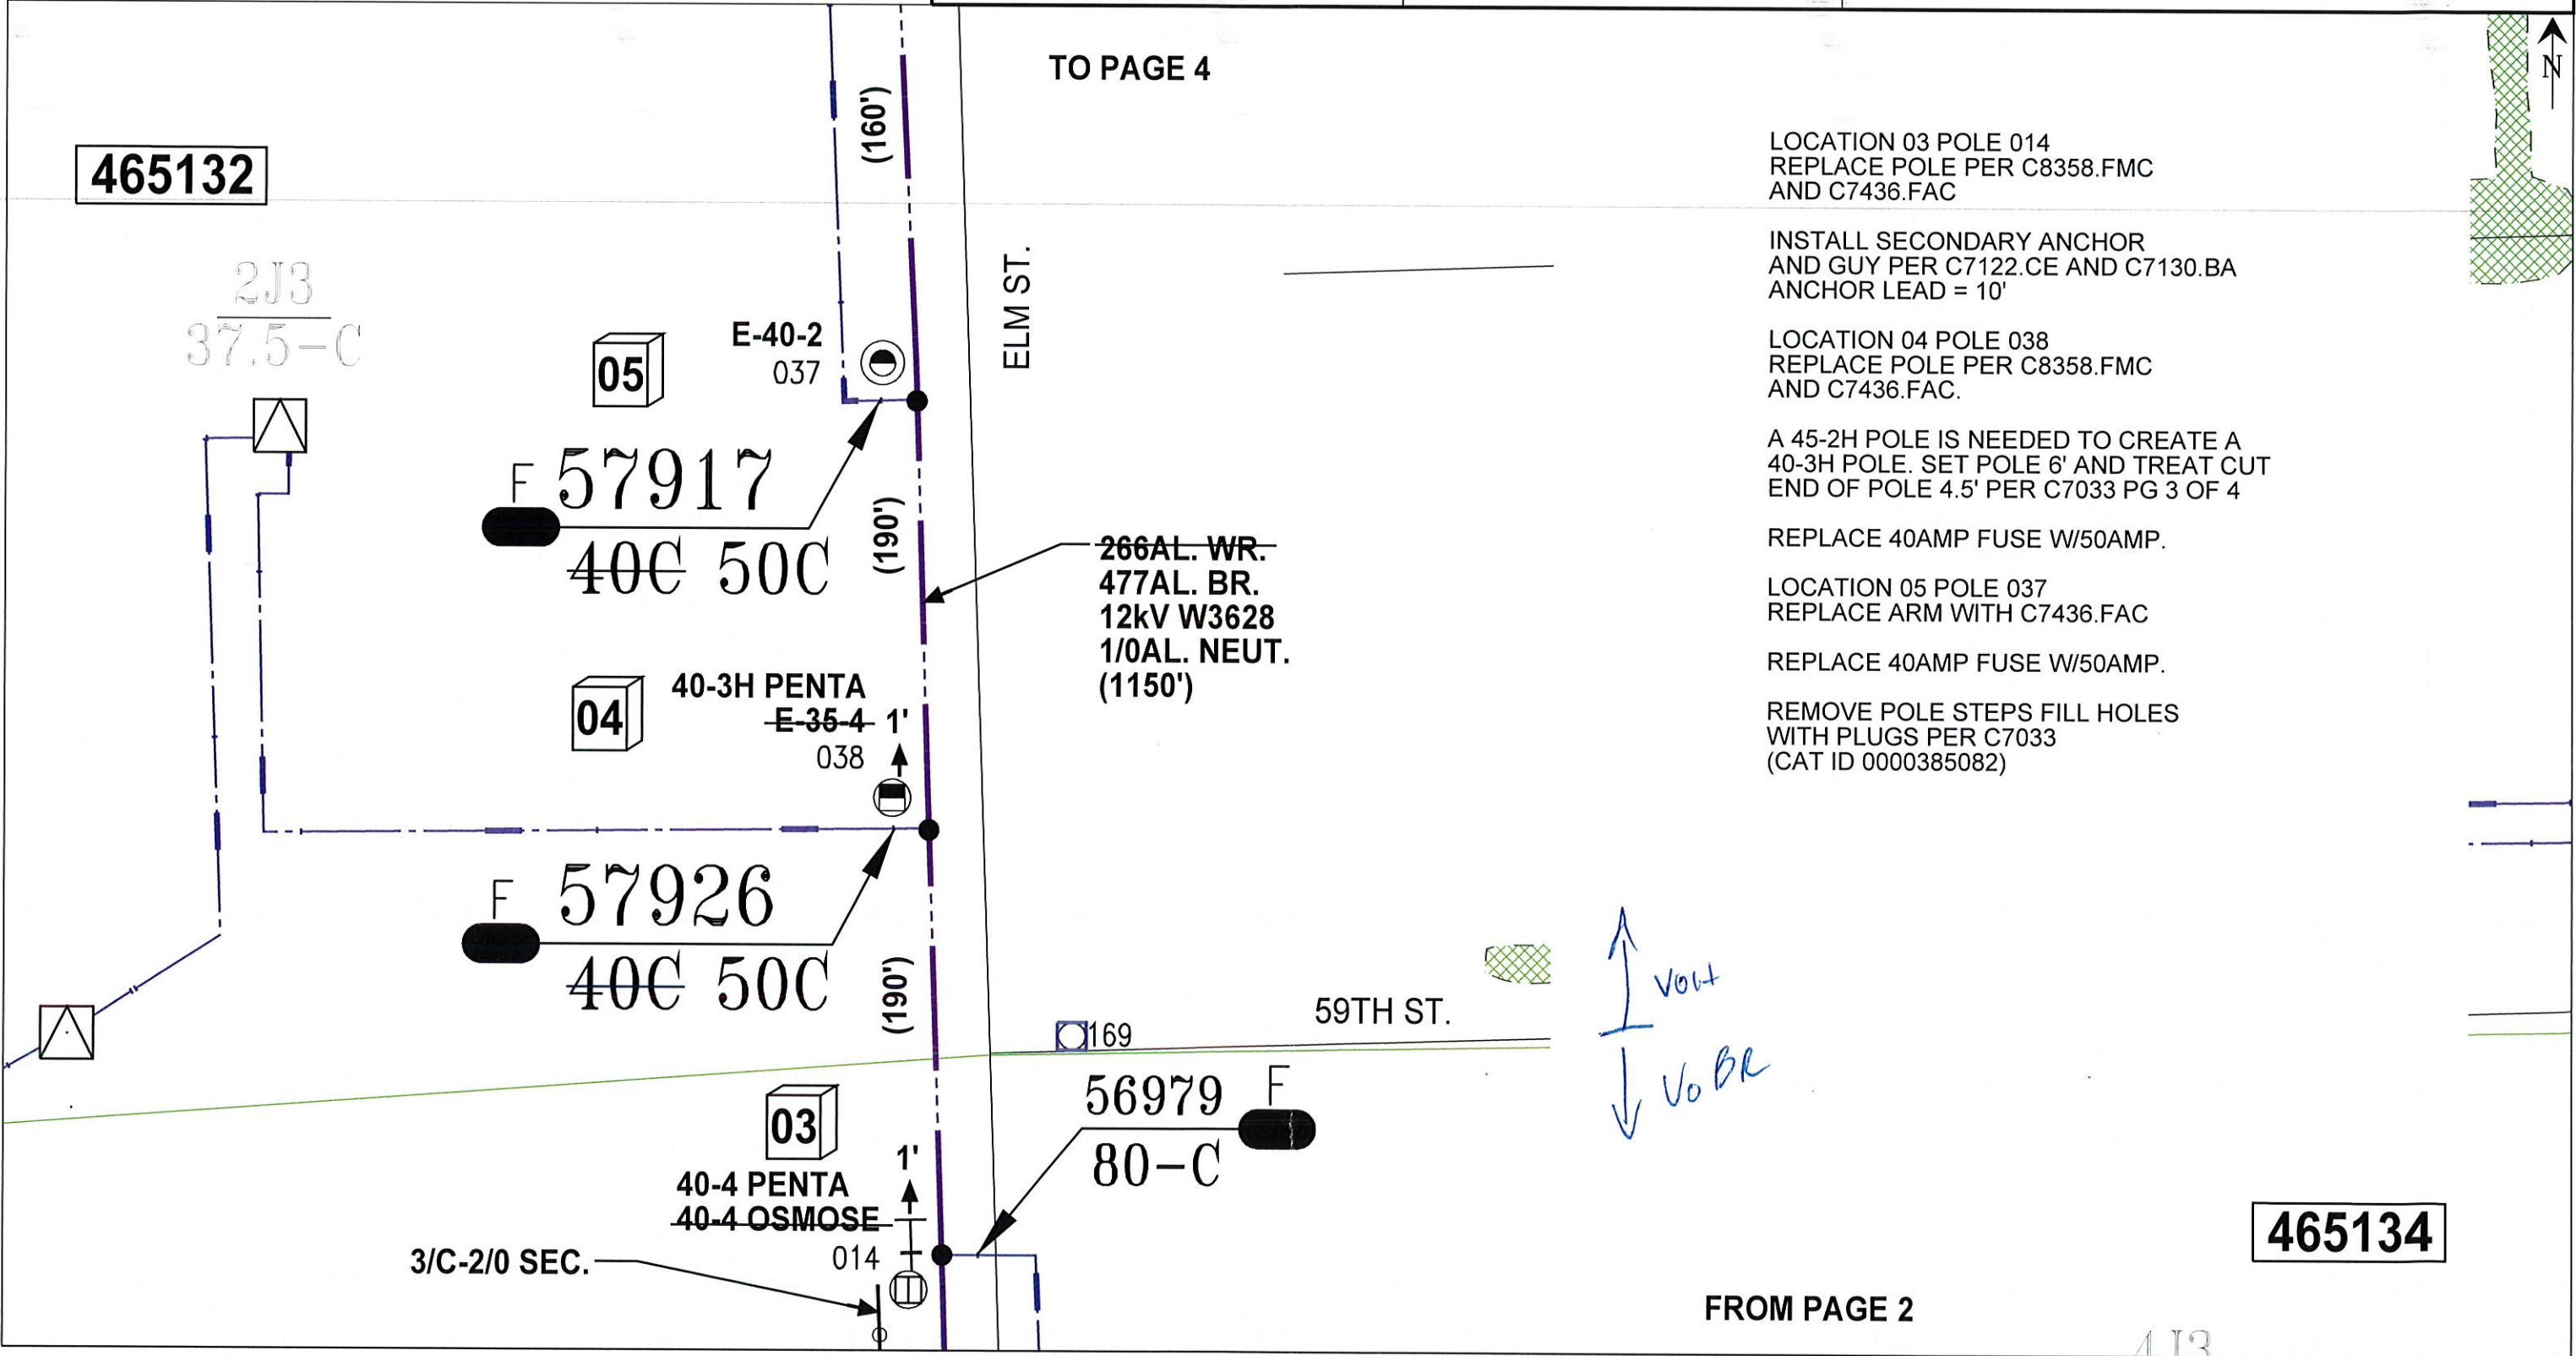 TO PAGE 4
N
(160')
465132
2J3
37.5-C
ELM ST.
05
E-40-2
037
F 57917
40C 50C
(190')
266AL. WR.
477AL. BR.
12kV W3628
1/0AL. NEUT.
(1150')
04
40-3H PENTA
E-35-4 1'
038
F 57926
40C 50C
(190')
LOCATION 03 POLE 014
REPLACE POLE PER C8358.FMC
AND C7436.FAC
INSTALL SECONDARY ANCHOR
AND GUY PER C7122.CE AND C7130.BA
ANCHOR LEAD = 10'
LOCATION 04 POLE 038
REPLACE POLE PER C8358.FMC
AND C7436.FAC.
A 45-2H POLE IS NEEDED TO CREATE A
40-3H POLE. SET POLE 6' AND TREAT CUT
END OF POLE 4.5' PER C7033 PG 3 OF 4
REPLACE 40AMP FUSE W/50AMP.
LOCATION 05 POLE 037
REPLACE ARM WITH C7436.FAC
REPLACE 40AMP FUSE W/50AMP.
REMOVE POLE STEPS FILL HOLES
WITH PLUGS PER C7033
(CAT ID 0000385082)
59TH ST.
169
Volt
Vo BR
03
1'
40-4 PENTA
40-4 OSMOSE
014
3/C-2/0 SEC.
56979 F
80-C
465134
FROM PAGE 2